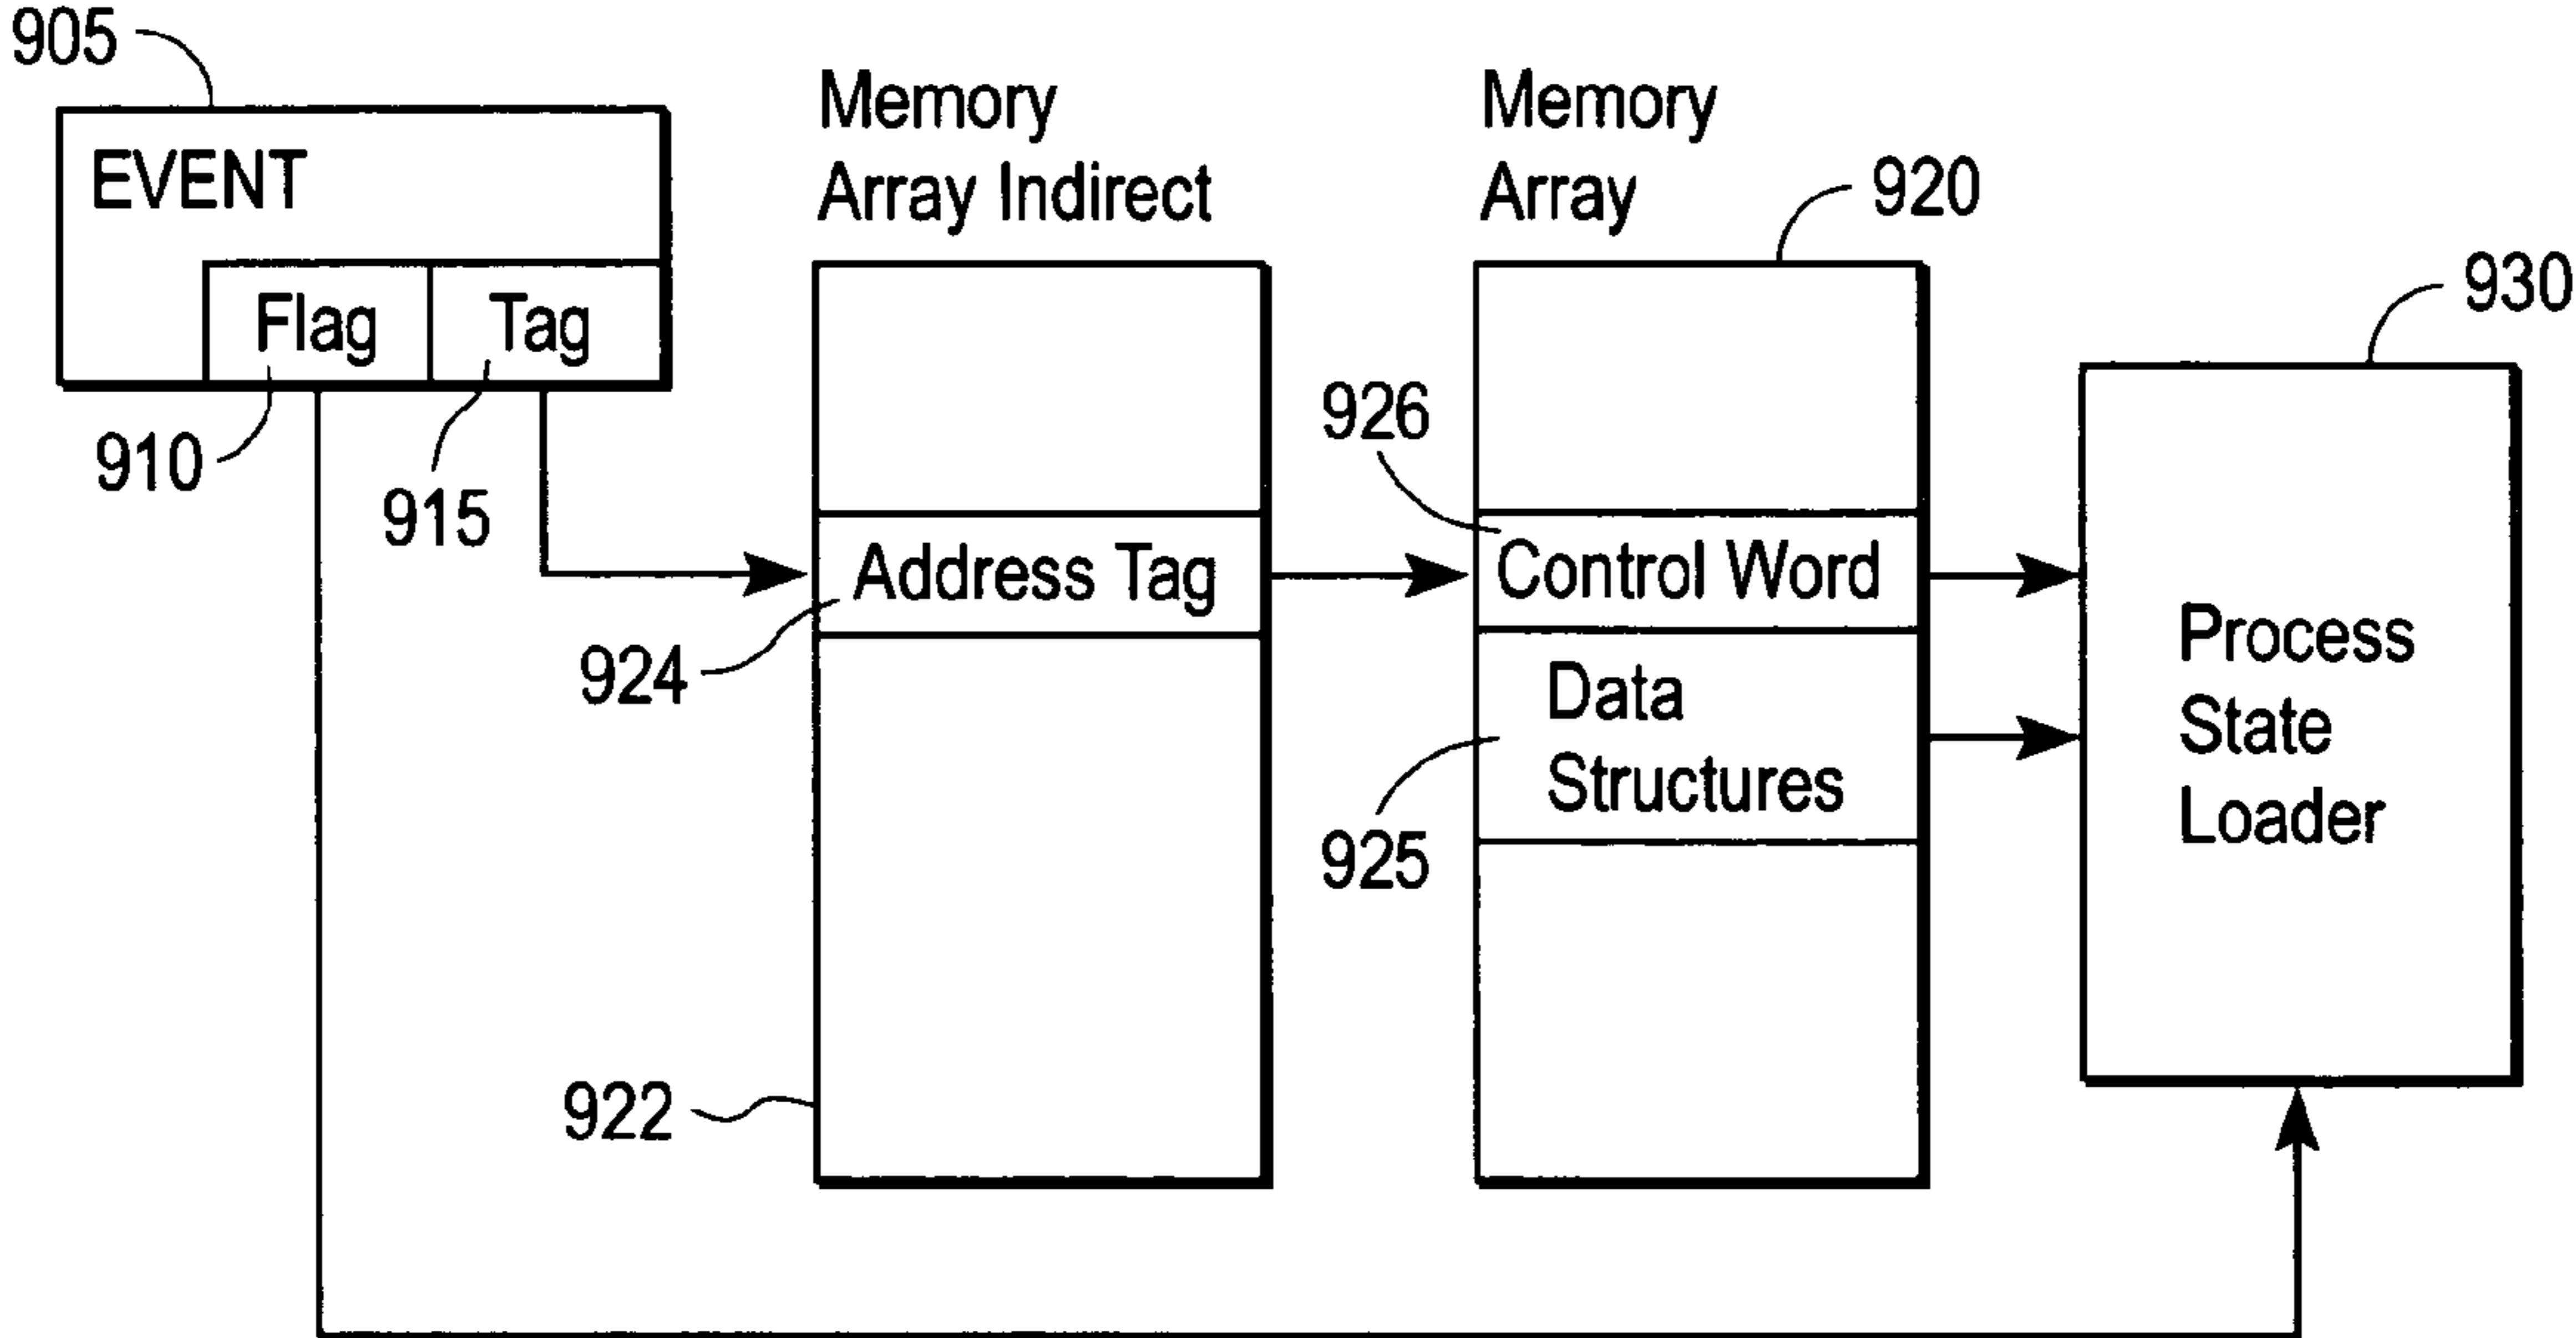 905
EVENT
Flag
Tag
910
915
Memory
Array Indirect
Address Tag
924
922
Memory
Array
920
926
Control Word
Data
Structures
925
930
Process
State
Loader